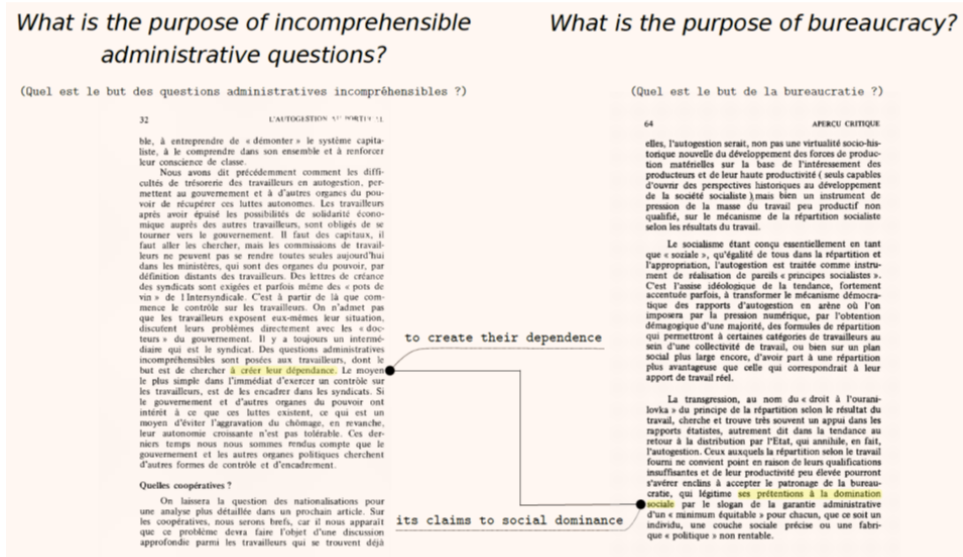 What is the purpose of incomprehensible
administrative questions?
(Quel est le but des questions administratives incompréhensibles ?)
32
ble, à entreprendre de « démonter » le système capita-
liste, à le comprendre dans son ensemble et à renforcer
leur conscience de classe.
Nous avons dit précédemment comment les diffi-
cultés de trésorerie des travailleurs en autogestion, per-
mettent au gouvernement et à d'autres organes du pou-
voir de récupérer ces luttes autonomes. Les travailleurs
après avoir épuisé les possibilités de solidarité écono-
mique auprès des autres travailleurs, sont obligés de se
tourner vers le gouvernement. Il faut des capitaux, il
faut aller les chercher, mais les commissions de travail-
leurs ne peuvent pas se rendre toutes seules aujourd'hui
dans les ministères, qui sont des organes du pouvoir, par
définition distants des travailleurs. Des lettres de créance
des syndicats sont exigées et parfois même des « pots de
vin » de l'Intersyndicale. C'est à partir de là que com-
mence le contrôle sur les travailleurs. On n'admet pas
que les travailleurs exposent eux-mêmes leur situation,
discutent leurs problèmes directement avec les « doc-
teurs » du gouvernement. Il y a toujours un intermé-
diaire qui est le syndicat. Des questions administratives
incompréhensibles sont posées aux travailleurs, dont le
but est de chercher à créer leur dépendance. Le moyen
le plus simple dans l'immédiat d'exercer un contrôle sur
les travailleurs, est de les encadrer dans les syndicats. Si
le gouvernement et d'autres organes du pouvoir ont
intérêt à ce que ces luttes existent, ce qui est un
moyen d'éviter l'aggravation du chômage, en revanche,
leur autonomie croissante n'est pas tolérable. Ces der-
niers temps nous nous sommes rendus compte que le
gouvernement et les autres organes politiques cherchent
d'autres formes de contrôle et d'encadrement.
Quelles coopératives ?
On laissera la question des nationalisations pour
une analyse plus détaillée dans un prochain article. Sur
les coopératives, nous serons brefs, car il nous apparaît
que ce problème devra faire l'objet d'une discussion
approfondie parmi les travailleurs qui se trouvent déjà
to create their dependence
its claims to social dominance
What is the purpose of bureaucracy?
(Quel est le but de la bureaucratie ?)
64 APERÇU CRITIQUE
elles, l'autogestion serait, non pas une virtualité socio-his-
torique nouvelle du développement des forces de produc-
tion matérielles sur la base de l'intéressement des
producteurs et de leur haute productivité ( seuls capables
d'ouvrir des perspectives historiques au développement
de la société socialiste ) mais bien un instrument de
pression de la masse du travail peu productif non
qualifié, sur le mécanisme de la répartition socialiste
selon les résultats du travail.
Le socialisme étant conçu essentiellement en tant
que « soziale », qu'égalité de tous dans la répartition et
l'appropriation, l'autogestion est traitée comme instru-
ment de réalisation de pareils « principes socialistes ».
C'est l'assise idéologique de la tendance, fortement
accentuée parfois, à transformer le mécanisme démocra-
tique des rapports d'autogestion en arène où l'on
imposera par la pression numérique, par l'obtention
démagogique d'une majorité, des formules de répartition
qui permettront à certaines catégories de travailleurs au
sein d'une collectivité de travail, ou bien sur un plan
social plus large encore, d'avoir part à une répartition
plus avantageuse que celle qui correspondrait à leur
apport de travail réel.
La transgression, au nom du « droit à l'ourani-
lovka » du principe de la répartition selon le résultat du
travail, cherche et trouve très souvent un appui dans les
rapports étatistes, autrement dit dans la tendance au
retour à la distribution par l'Etat, qui annihile, en fait,
l'autogestion. Ceux auxquels la répartition selon le travail
fourni ne convient point en raison de leurs qualifications
insuffisantes et de leur productivité peu élevée pourront
s'avérer enclins à accepter le patronage de la bureau-
cratie, qui légitime ses prétentions à la domination
sociale par le slogan de la garantie administrative
d'un « minimum équitable » pour chacun, que ce soit un
individu, une couche sociale précise ou une fabri-
que « politique » non rentable.